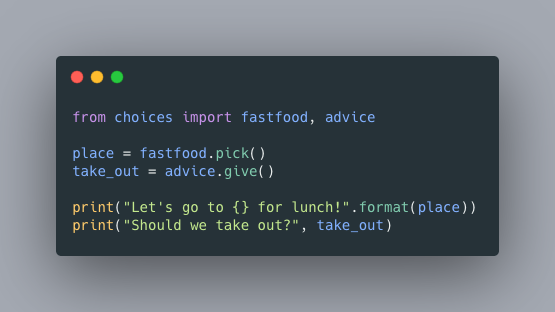 from choices import fastfood, advice
place = fastfood.pick()
take_out = advice.give()
print("Let's go to {} for lunch!".format(place))
print("Should we take out?", take_out)